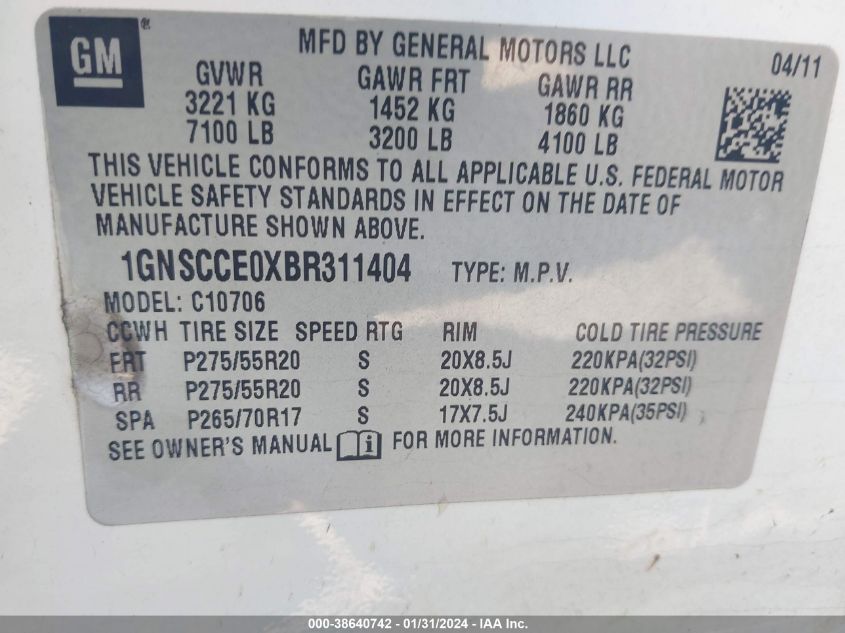 GM
MFD BY GENERAL MOTORS LLC 04/11
GVWR GAWR FRT GAWR RR
3221 KG 1452 KG 1860 KG
7100 LB 3200 LB 4100 LB
THIS VEHICLE CONFORMS TO ALL APPLICABLE U.S. FEDERAL MOTOR
VEHICLE SAFETY STANDARDS IN EFFECT ON THE DATE OF
MANUFACTURE SHOWN ABOVE.
1GNSCCE0XBR311404 TYPE: M.P.V.
MODEL: C10706
CCWH TIRE SIZE SPEED RTG RIM COLD TIRE PRESSURE
FRT P275/55R20 S 20X8.5J 220KPA(32PSI)
RR P275/55R20 S 20X8.5J 220KPA(32PSI)
SPA P265/70R17 S 17X7.5J 240KPA(35PSI)
SEE OWNER'S MANUAL i FOR MORE INFORMATION.
000-38640742 - 01/31/2024 - IAA Inc.